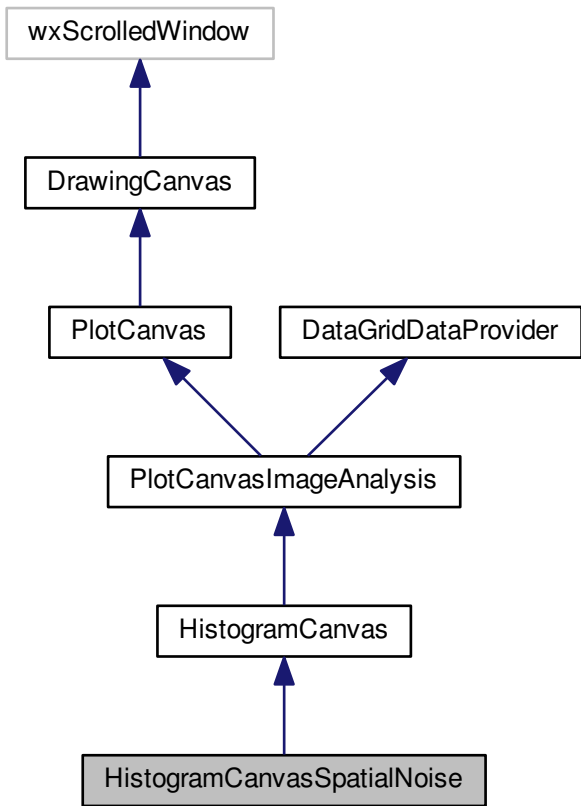 wxScrolledWindow
DrawingCanvas
PlotCanvas
DataGridDataProvider
PlotCanvasImageAnalysis
HistogramCanvas
HistogramCanvasSpatialNoise